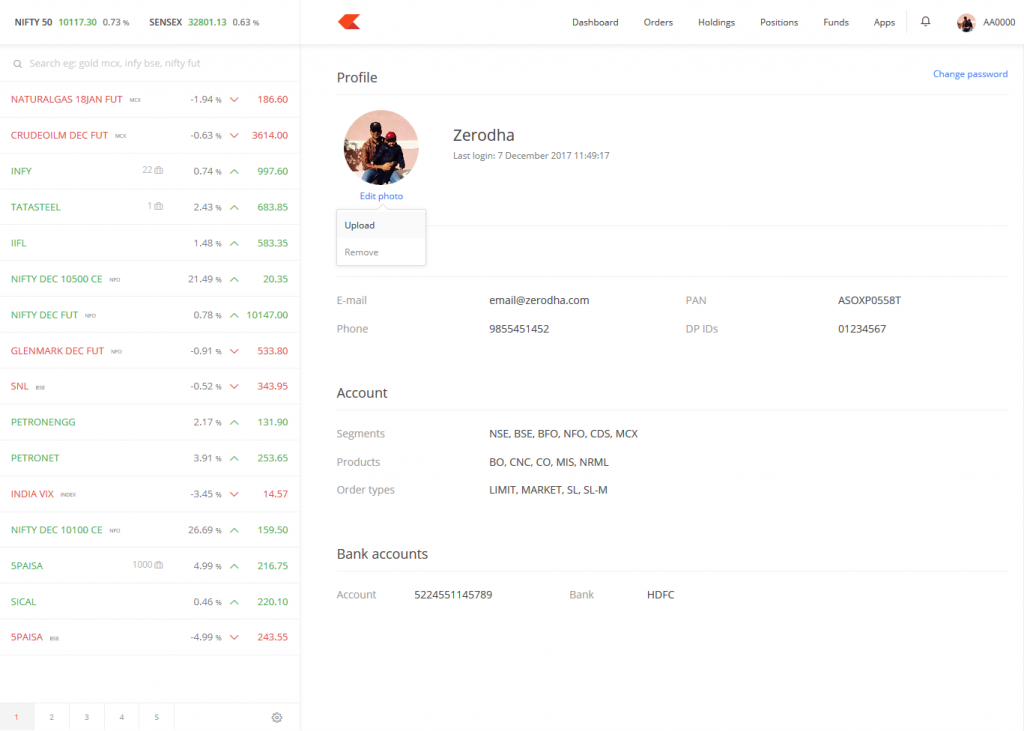 NIFTY 50 10117.30 0.73 % SENSEX 32801.13 0.63 %
Dashboard Orders Holdings Positions Funds Apps AA0000
Search eg: gold mcx, infy bse, nifty fut
NATURALGAS 18JAN FUT MCX -1.94 % 186.60
CRUDEOILM DEC FUT MCX -0.63 % 3614.00
INFY 22 0.74 % 997.60
TATASTEEL 1 2.43 % 683.85
IIFL 1.48 % 583.35
NIFTY DEC 10500 CE NFO 21.49 % 20.35
NIFTY DEC FUT NFO 0.78 % 10147.00
GLENMARK DEC FUT NFO -0.91 % 533.80
SNL BSE -0.52 % 343.95
PETRONENGG 2.17 % 131.90
PETRONET 3.91 % 253.65
INDIA VIX INDEX -3.45 % 14.57
NIFTY DEC 10100 CE NFO 26.69 % 159.50
5PAISA 1000 4.99 % 216.75
SICAL 0.46 % 220.10
5PAISA BSE -4.99 % 243.55
1 2 3 4 5
Profile Change password
Zerodha
Last login: 7 December 2017 11:49:17
Edit photo
Upload
Remove
E-mail email@zerodha.com PAN ASOXP0558T
Phone 9855451452 DP IDs 01234567
Account
Segments NSE, BSE, BFO, NFO, CDS, MCX
Products BO, CNC, CO, MIS, NRML
Order types LIMIT, MARKET, SL, SL-M
Bank accounts
Account 5224551145789 Bank HDFC